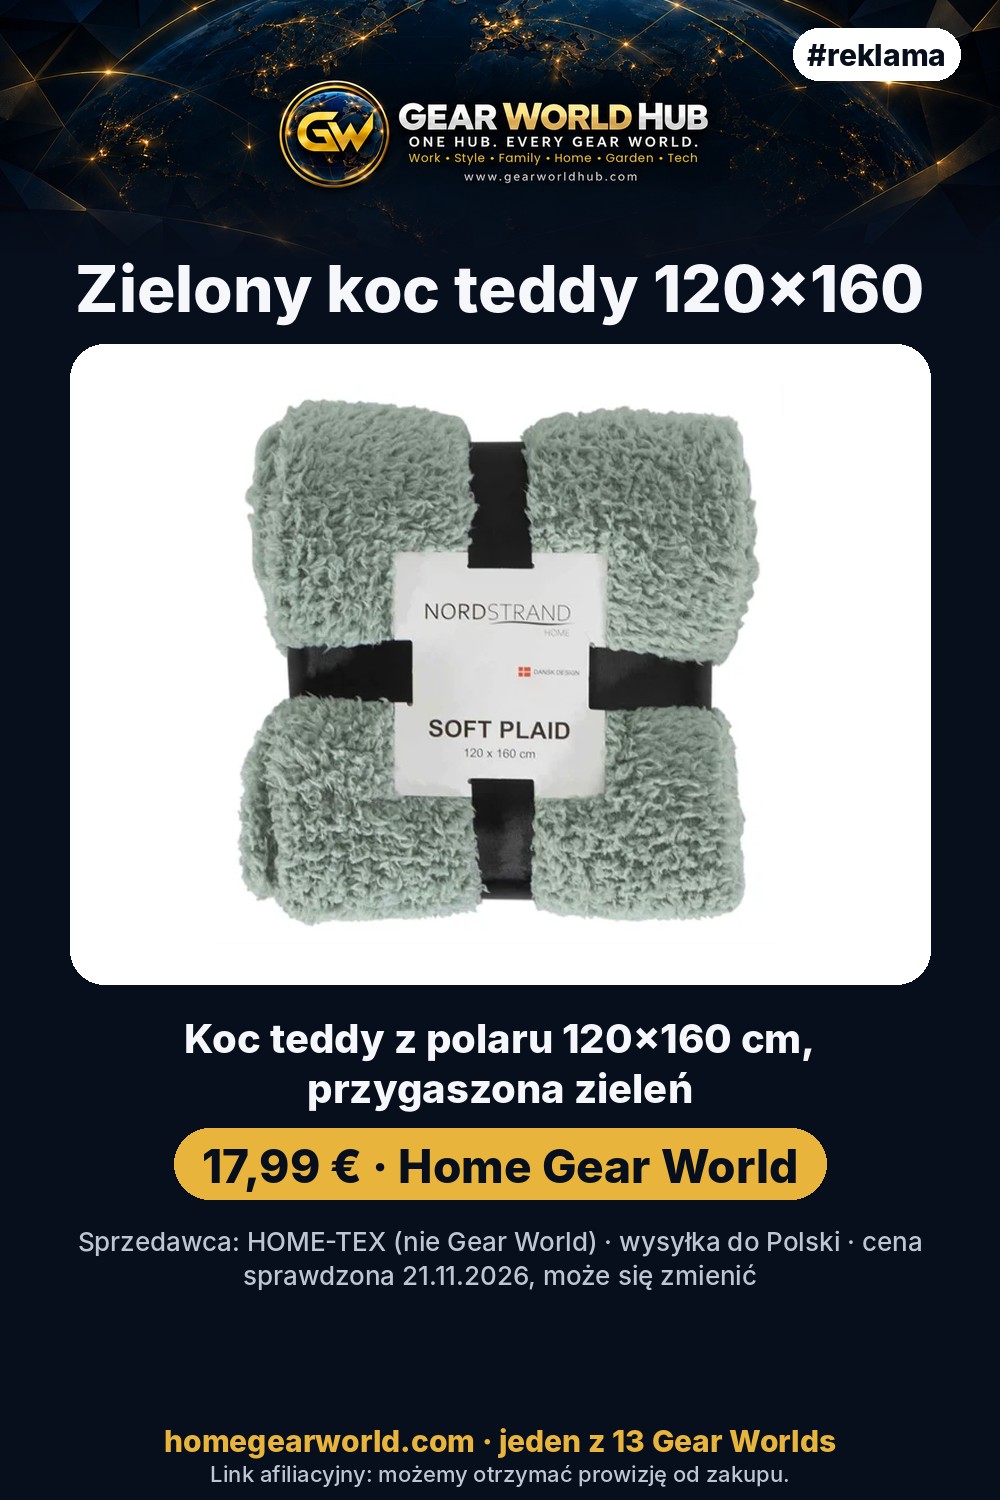 #reklama
GW
GEAR WORLD HUB
ONE HUB. EVERY GEAR WORLD.
Work • Style • Family • Home • Garden • Tech
www.gearworldhub.com
Zielony koc teddy 120×160
NORDSTRAND
HOME
DANSK DESIGN
SOFT PLAID
120 x 160 cm
Koc teddy z polaru 120×160 cm,
przygaszona zieleń
17,99 € · Home Gear World
Sprzedawca: HOME-TEX (nie Gear World) · wysyłka do Polski · cena
sprawdzona 21.11.2026, może się zmienić
homegearworld.com · jeden z 13 Gear Worlds
Link afiliacyjny: możemy otrzymać prowizję od zakupu.